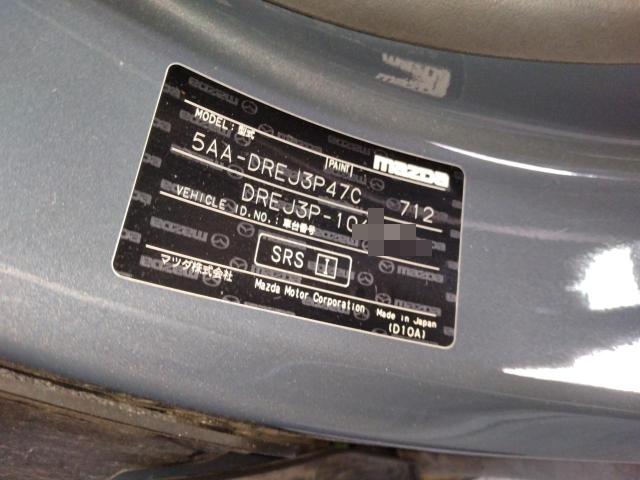 MODEL: 型式
PAINT
mazda
5AA-DREJ3P47C 712
DREJ3P-10
VEHICLE ID.NO.: 車台番号
SRS I
マツダ株式会社
Mazda Motor Corporation
Made in Japan
(D10A)